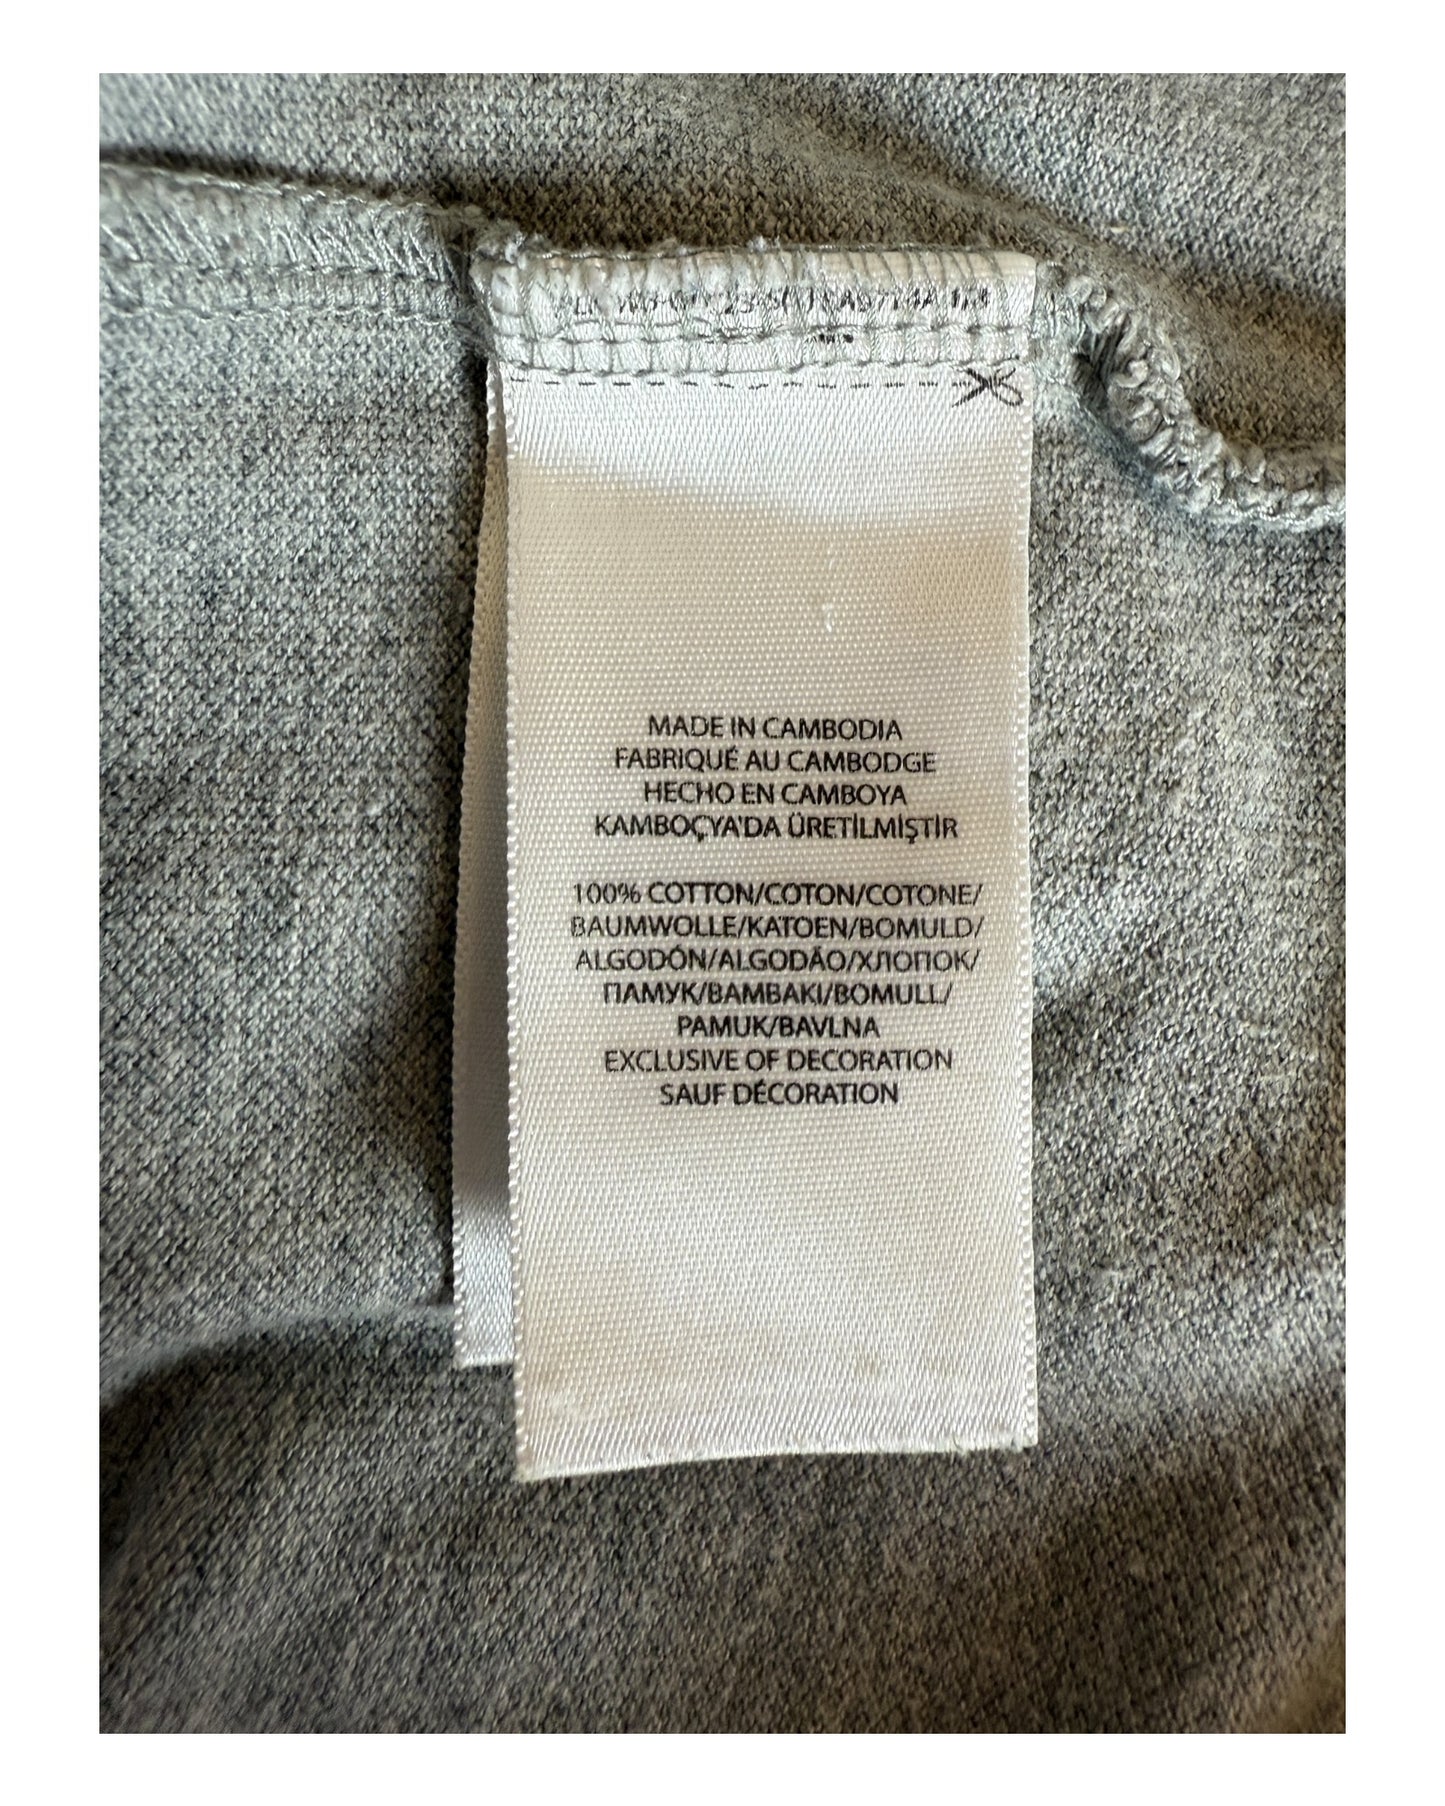 MADE IN CAMBODIA
FABRIQUÉ AU CAMBODGE
HECHO EN CAMBOYA
KAMBOÇYA'DA ÜRETİLMİŞTİR
100% COTTON/COTON/COTONE/
BAUMWOLLE/KATOEN/BOMULD/
ALGODÓN/ALGODÃO/ХЛОПОК/
ПАМУК/BAMBAKI/BOMULL/
PAMUK/BAVLNA
EXCLUSIVE OF DECORATION
SAUF DÉCORATION